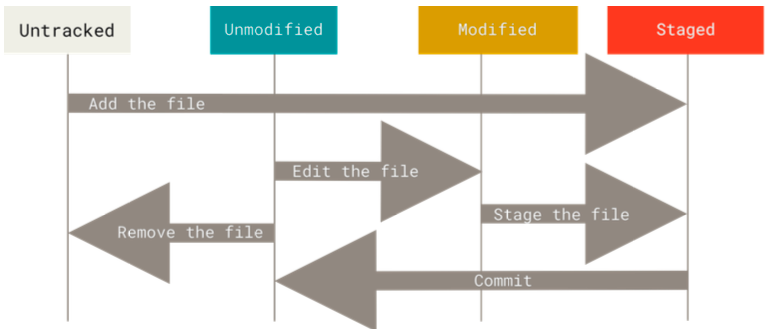 Untracked
Unmodified
Modified
Staged
Add the file
Edit the file
Stage the file
Remove the file
Commit